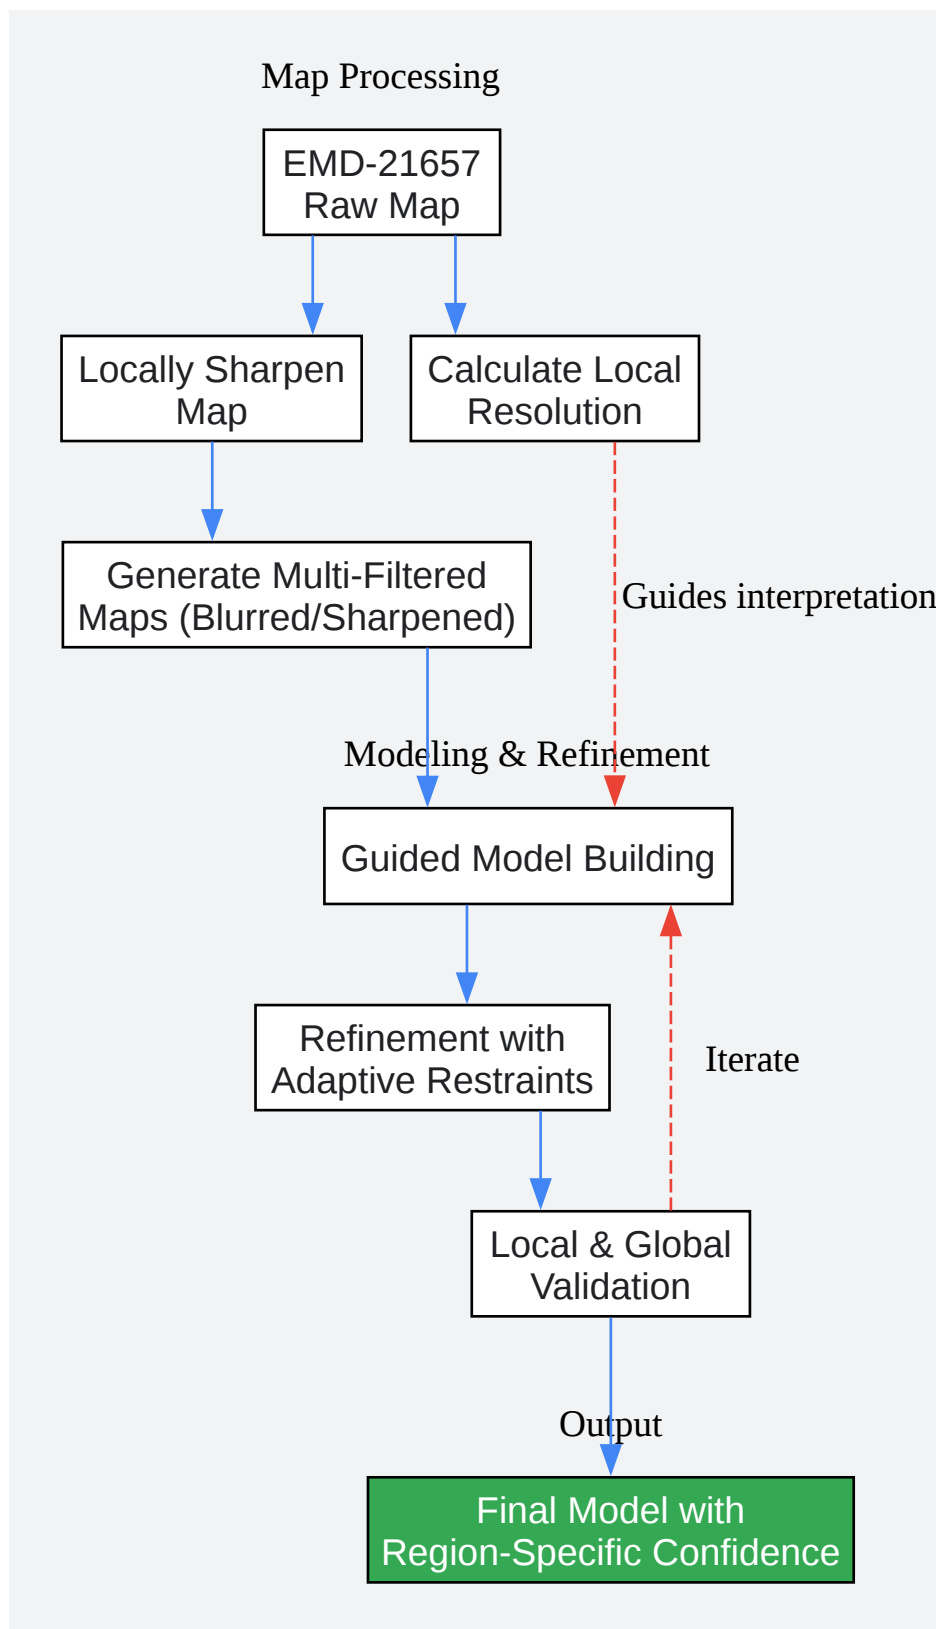 Map Processing
EMD-21657
Raw Map
Locally Sharpen
Map
Calculate Local
Resolution
Generate Multi-Filtered
Maps (Blurred/Sharpened)
Guides interpretation
Modeling & Refinement
Guided Model Building
Refinement with
Adaptive Restraints
Iterate
Local & Global
Validation
Output
Final Model with
Region-Specific Confidence